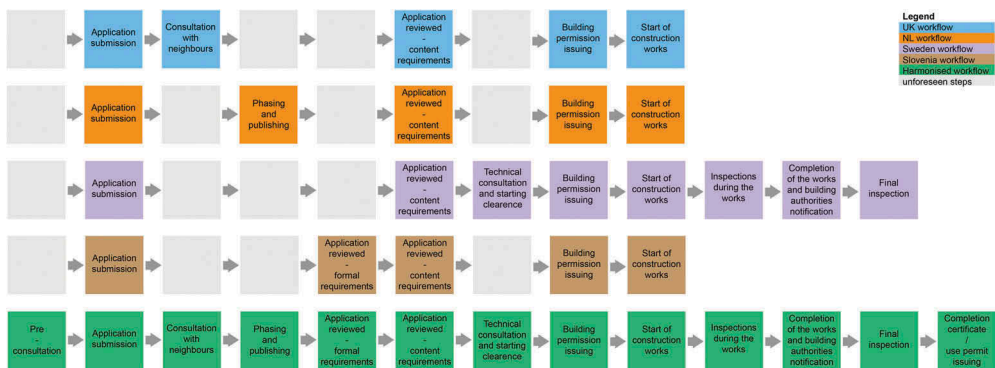 Legend
UK workflow
NL workflow
Sweden workflow
Slovenia workflow
Harmonised workflow
unforeseen steps
Application
submission
Consultation
with
neighbours
Application
reviewed
-
content
requirements
Building
permission
issuing
Start of
construction
works
Application
submission
Phasing
and
publishing
Application
reviewed
-
content
requirements
Building
permission
issuing
Start of
construction
works
Application
submission
Application
reviewed
-
content
requirements
Technical
consultation
and starting
clearence
Building
permission
issuing
Start of
construction
works
Inspections
during the
works
Completion
of the works
and building
authorities
notification
Final
inspection
Application
submission
Application
reviewed
-
formal
requirements
Application
reviewed
-
content
requirements
Building
permission
issuing
Start of
construction
works
Pre
-
consultation
Application
submission
Consultation
with
neighbours
Phasing
and
publishing
Application
reviewed
-
formal
requirements
Application
reviewed
-
content
requirements
Technical
consultation
and starting
clearence
Building
permission
issuing
Start of
construction
works
Inspections
during the
works
Completion
of the works
and building
authorities
notification
Final
inspection
Completion
certificate
/
use permit
issuing